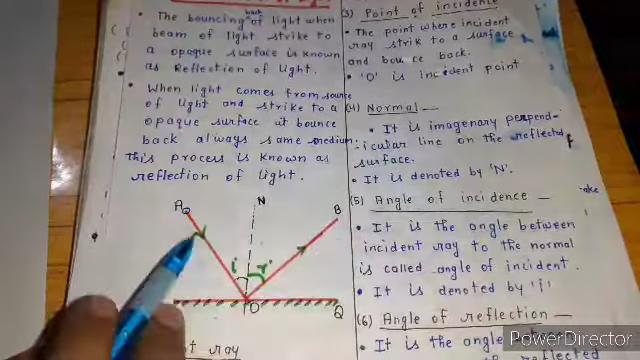 • The bouncing back of light when
beam of light strike to
a opaque surface is known
as Reflection of light.
• When light comes from source
of light and strike to a
opaque surface it bounce
back always same medium
This process is known as
reflection of light.
A
N
B
i
r
O
Q
ray
3) Point of incidence
• The point where incident
ray strik to a surface
and bounce back.
• 'O' is incident point
(4) Normal
• It is imagenary perpend-
icular line on the reflected
surface.
• It is denoted by 'N'.
(5) Angle of incidence
• It is the angle between
incident ray to the normal
is called angle of incident.
• It is denoted by 'i'
(6) Angle of reflection
• It is the angle
reflected
PowerDirector